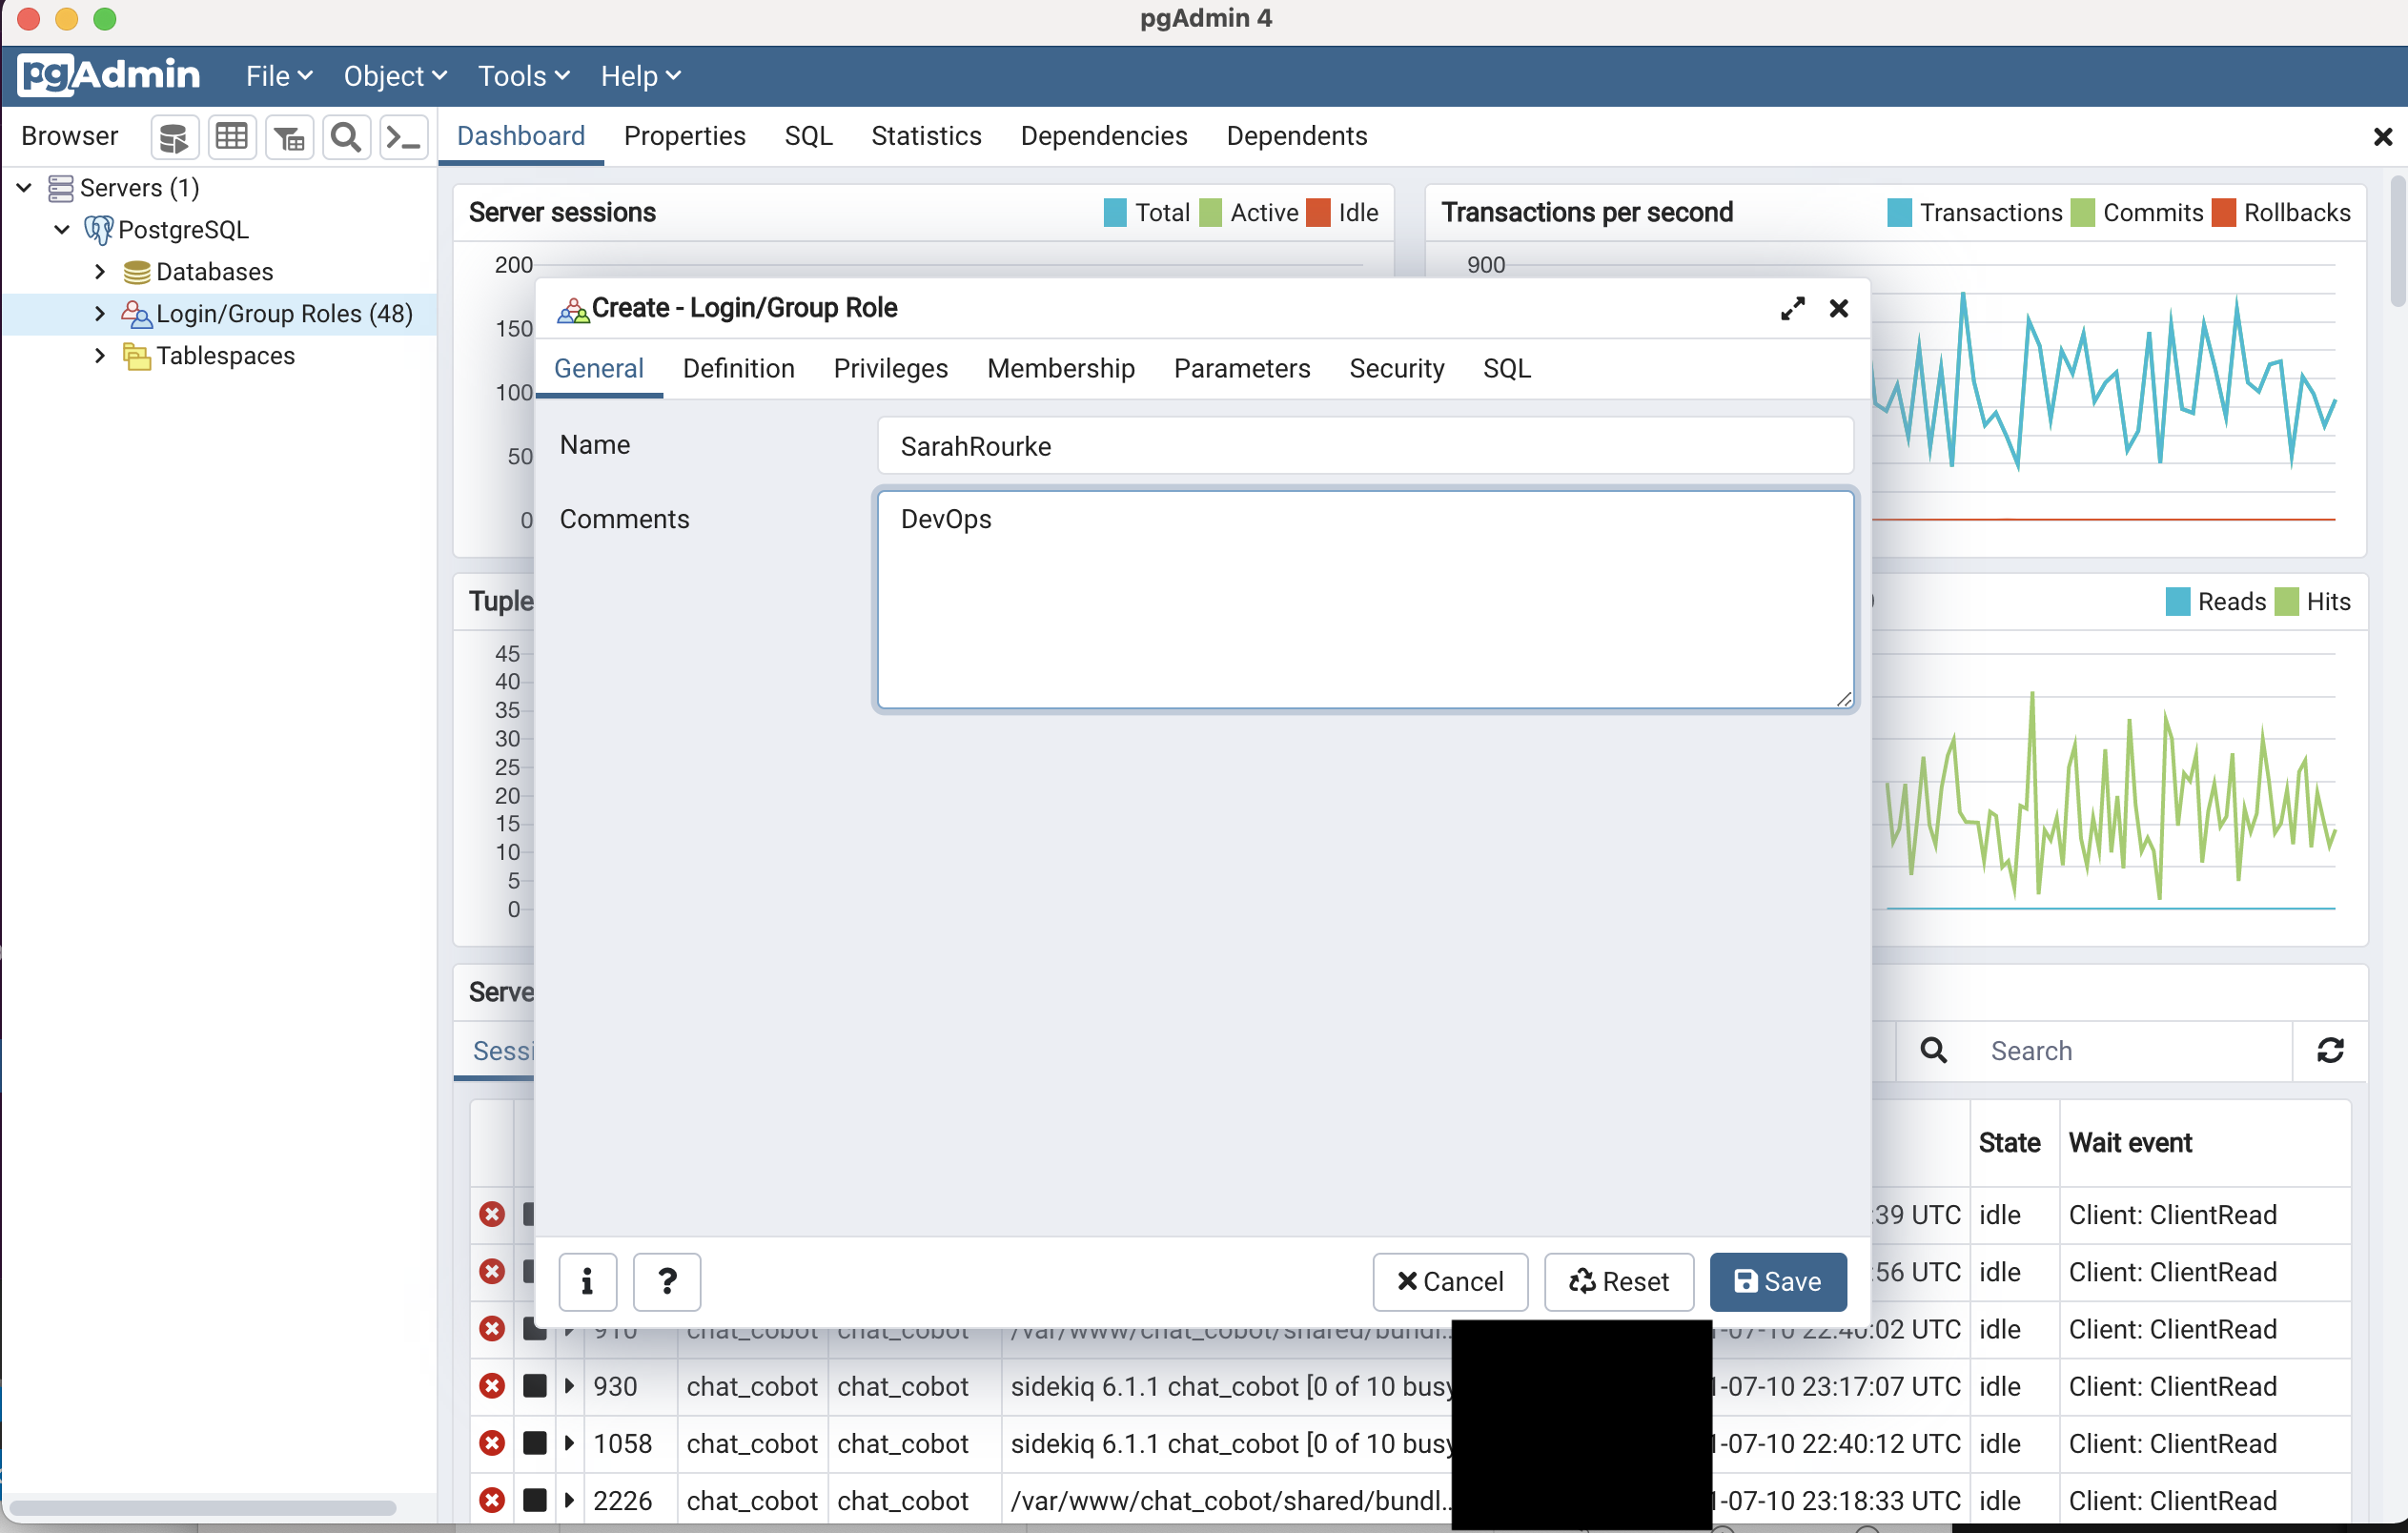 pgAdmin 4
pgAdmin File Object Tools Help
Browser Dashboard Properties SQL Statistics Dependencies Dependents
Servers (1)
PostgreSQL
Databases
Login/Group Roles (48)
Tablespaces
Server sessions Total Active Idle
200
150
100
50
0
Transactions per second Transactions Commits Rollbacks
900
Create - Login/Group Role
General Definition Privileges Membership Parameters Security SQL
Name SarahRourke
Comments DevOps
Tuple
45
40
35
30
25
20
15
10
5
0
Reads Hits
Serve
Sessi
Search
State Wait event
i ? Cancel Reset Save
:39 UTC idle Client: ClientRead
:56 UTC idle Client: ClientRead
910 chat_cobot chat_cobot /var/www/chat_cobot/shared/bundl... 1-07-10 22:40:02 UTC idle Client: ClientRead
930 chat_cobot chat_cobot sidekiq 6.1.1 chat_cobot [0 of 10 busy 1-07-10 23:17:07 UTC idle Client: ClientRead
1058 chat_cobot chat_cobot sidekiq 6.1.1 chat_cobot [0 of 10 busy 1-07-10 22:40:12 UTC idle Client: ClientRead
2226 chat_cobot chat_cobot /var/www/chat_cobot/shared/bundl... 1-07-10 23:18:33 UTC idle Client: ClientRead